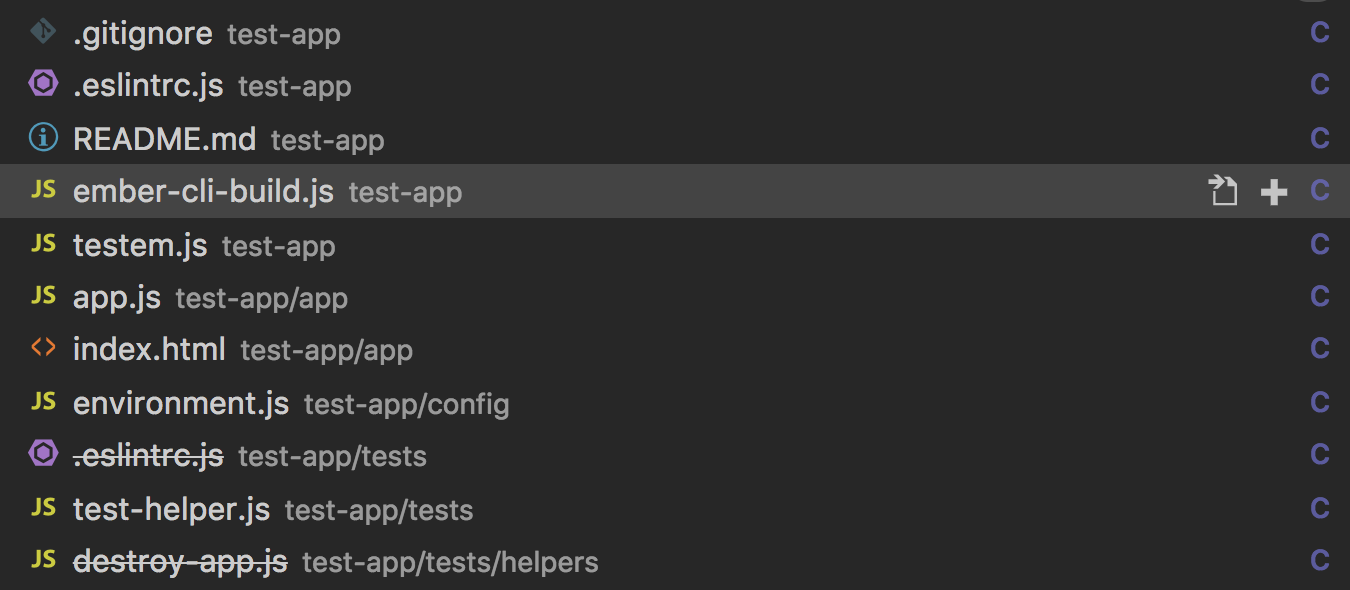 .gitignore test-app C
.eslintrc.js test-app C
README.md test-app C
JS ember-cli-build.js test-app C
JS testem.js test-app C
JS app.js test-app/app C
<> index.html test-app/app C
JS environment.js test-app/config C
.eslintrc.js test-app/tests C
JS test-helper.js test-app/tests C
JS destroy-app.js test-app/tests/helpers C